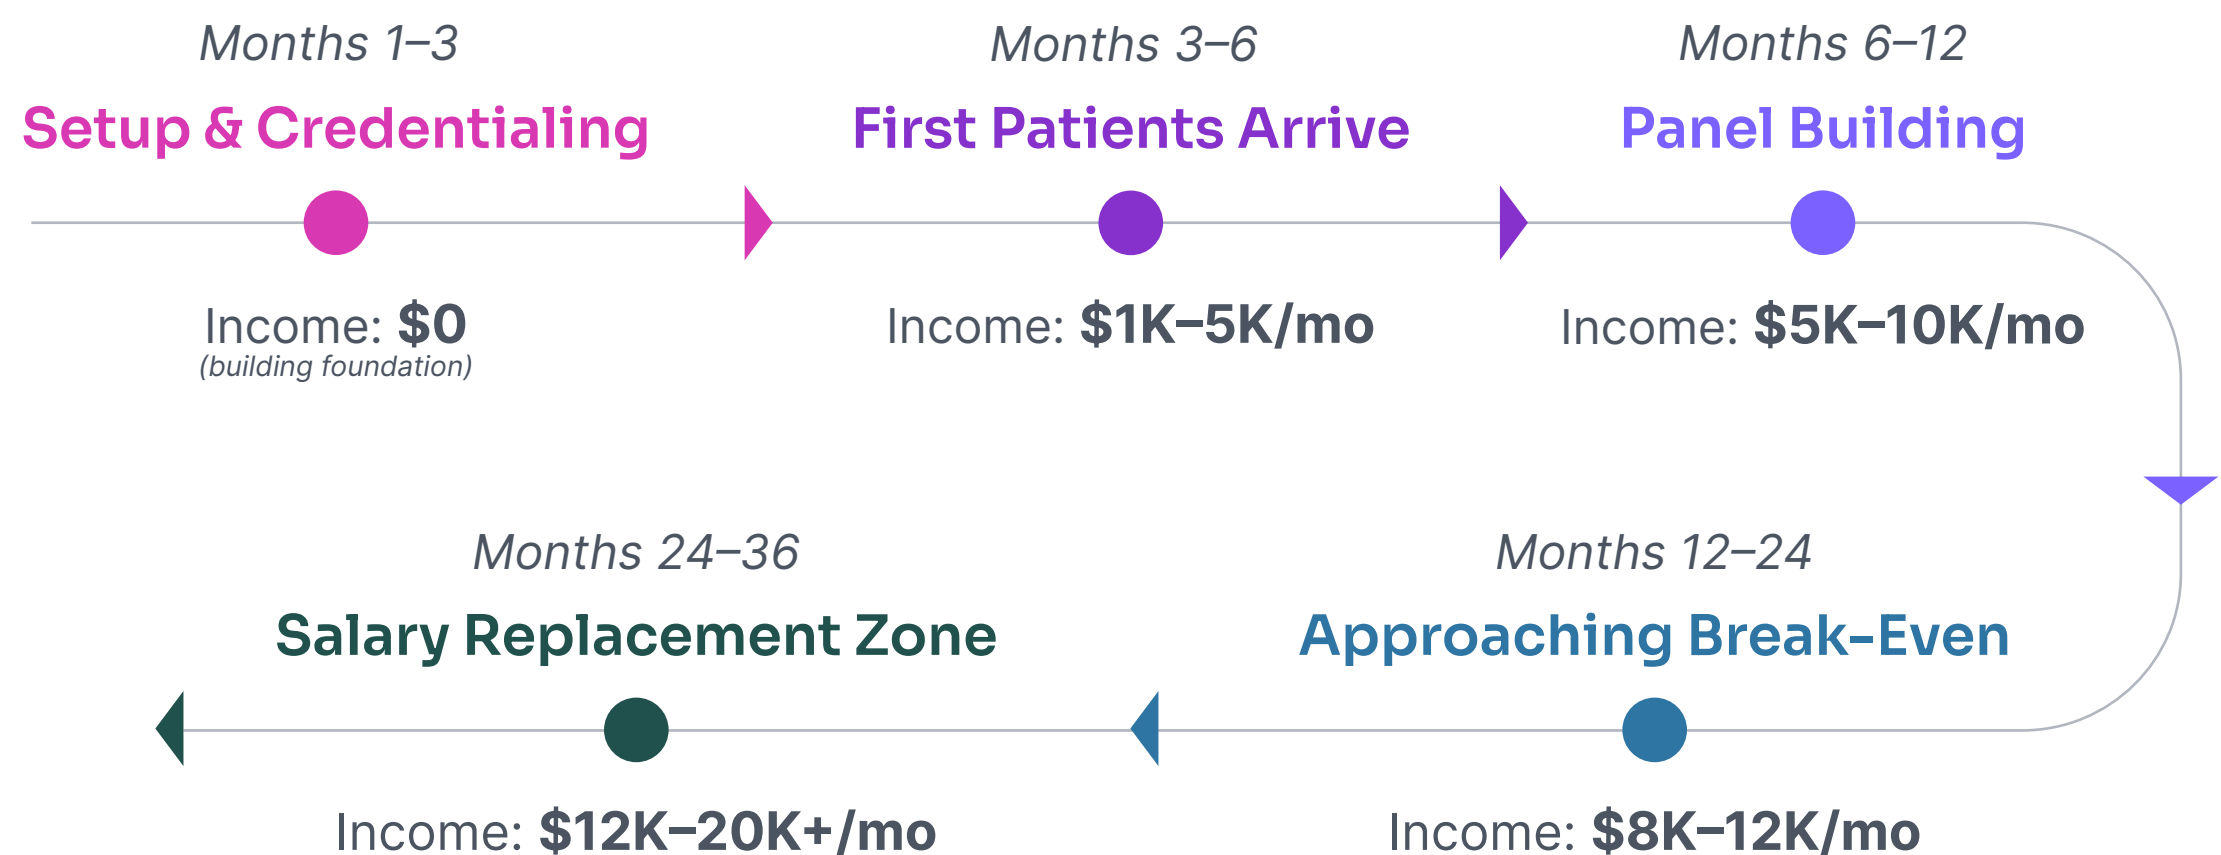 Months 1–3
Setup & Credentialing
Income: $0
(building foundation)
Months 3–6
First Patients Arrive
Income: $1K–5K/mo
Months 6–12
Panel Building
Income: $5K–10K/mo
Months 12–24
Approaching Break-Even
Income: $8K–12K/mo
Months 24–36
Salary Replacement Zone
Income: $12K–20K+/mo